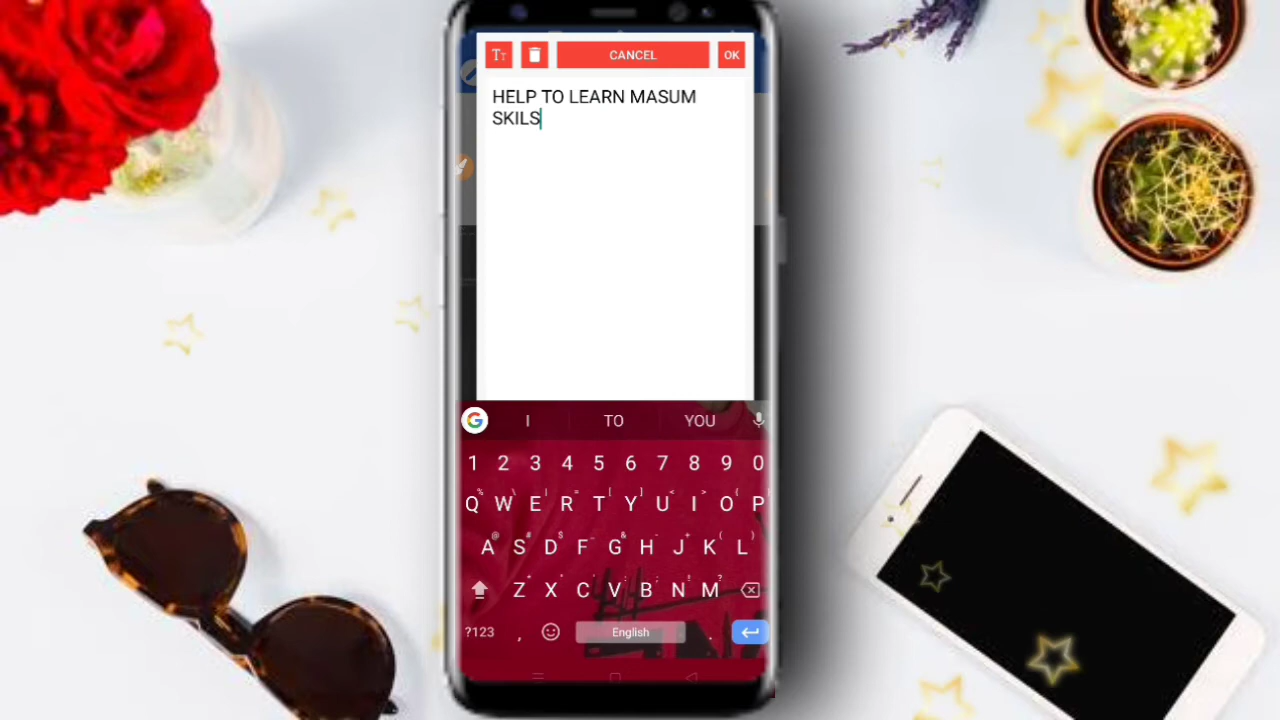 Tт
CANCEL
OK
HELP TO LEARN MASUM
SKILS
G
I
TO
YOU
1 2 3 4 5 6 7 8 9 0
Q W E R T Y U I O P
A S D F G H J K L
Z X C V B N M
?123 , English .